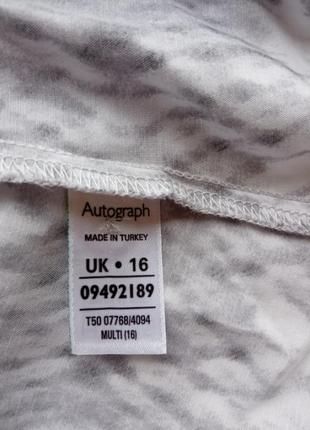 Autograph
MADE IN TURKEY
UK • 16
09492189
T50 07768/4094
MULTI (16)